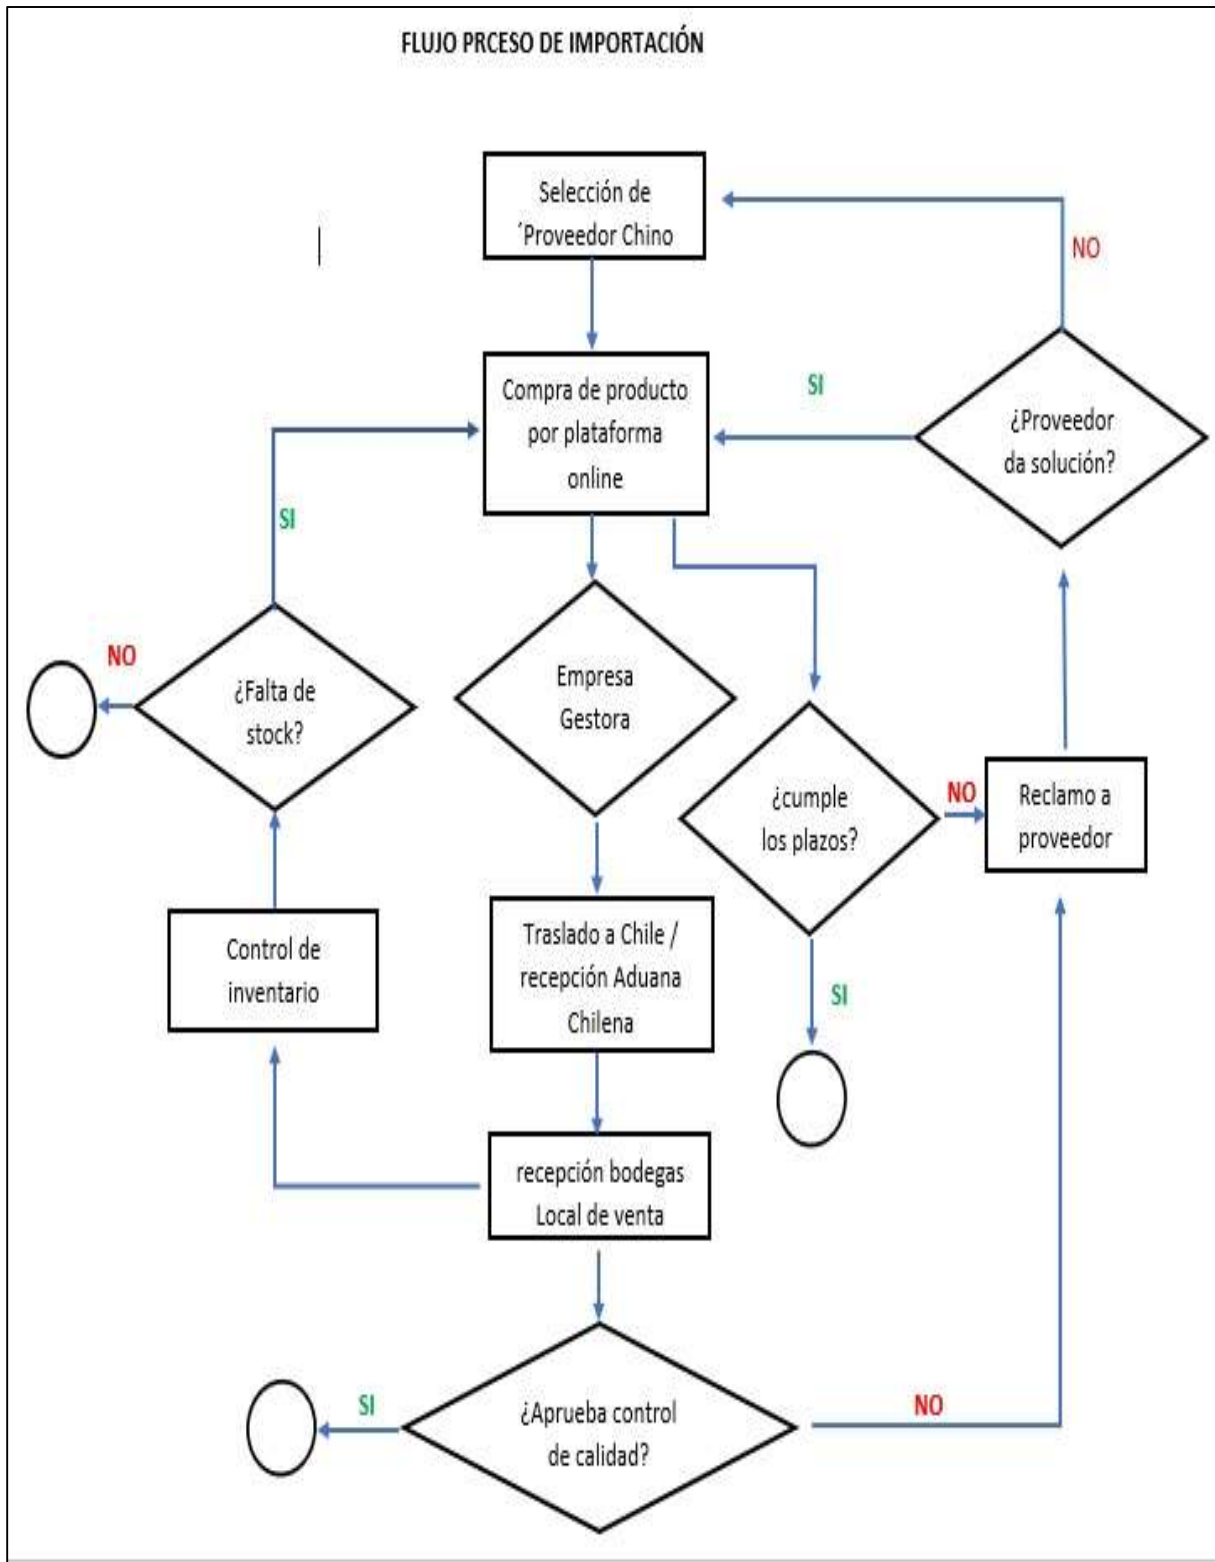 FLUJO PRCESO DE IMPORTACIÓN
Selección de
´Proveedor Chino
NO
Compra de producto
por plataforma
online
SI
¿Proveedor
da solución?
SI
NO
¿Falta de
stock?
Empresa
Gestora
¿cumple
los plazos?
NO
Reclamo a
proveedor
Control de
inventario
Traslado a Chile /
recepción Aduana
Chilena
SI
recepción bodegas
Local de venta
SI
¿Aprueba control
de calidad?
NO